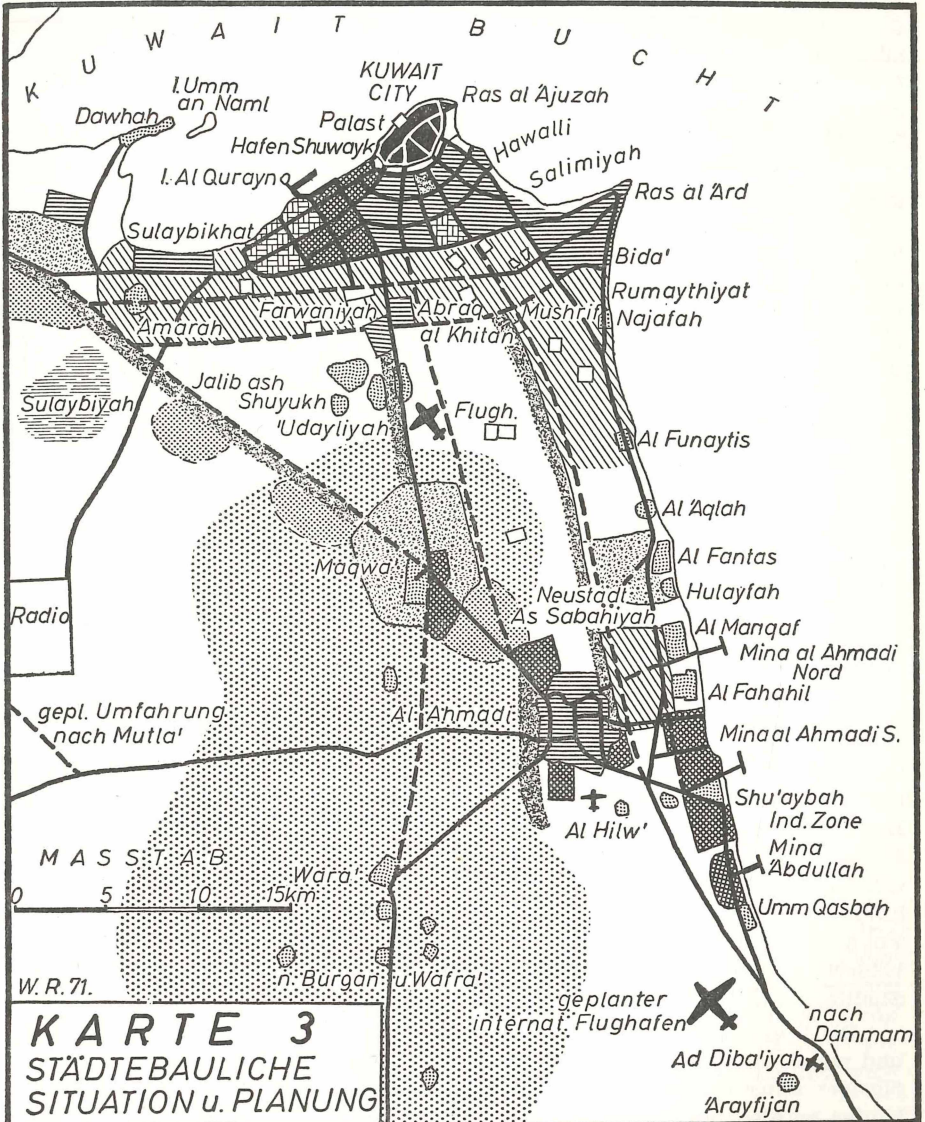 KUWAIT BUCHT
KUWAIT
CITY
I. Umm
an Naml
Dawhah
Palast
Ras al 'Ajuzah
Hafen Shuwaykh
Hawalli
Salimiyah
I. Al Qurayn
Ras al 'Ard
Sulaybikhat
Bida'
Rumaythiyat
Amarah
Farwaniyah
Abraq
al Khitan
Mushrif
Najafah
Jalib ash
Shuyukh
Sulaybiyah
'Udayliyah
Flugh.
Al Funaytis
Al 'Aqlah
Maqwa'
Al Fantas
Radio
Neustadt
As Sabahiyah
Hulayfah
Al Manqaf
Mina al Ahmadi
Nord
Al Fahahil
gepl. Umfahrung
nach Mutla'
Al Ahmadi
Mina al Ahmadi S.
Shu'aybah
Ind. Zone
Al Hilw'
MASSTAB
0 5 10 15km
Wara'
Mina
'Abdullah
Umm Qasbah
n. Burgan u. Wafra'
W.R.71.
geplanter
internat. Flughafen
nach
Dammam
Ad Diba'iyah
'Arayfijan
KARTE 3
STÄDTEBAULICHE
SITUATION u. PLANUNG